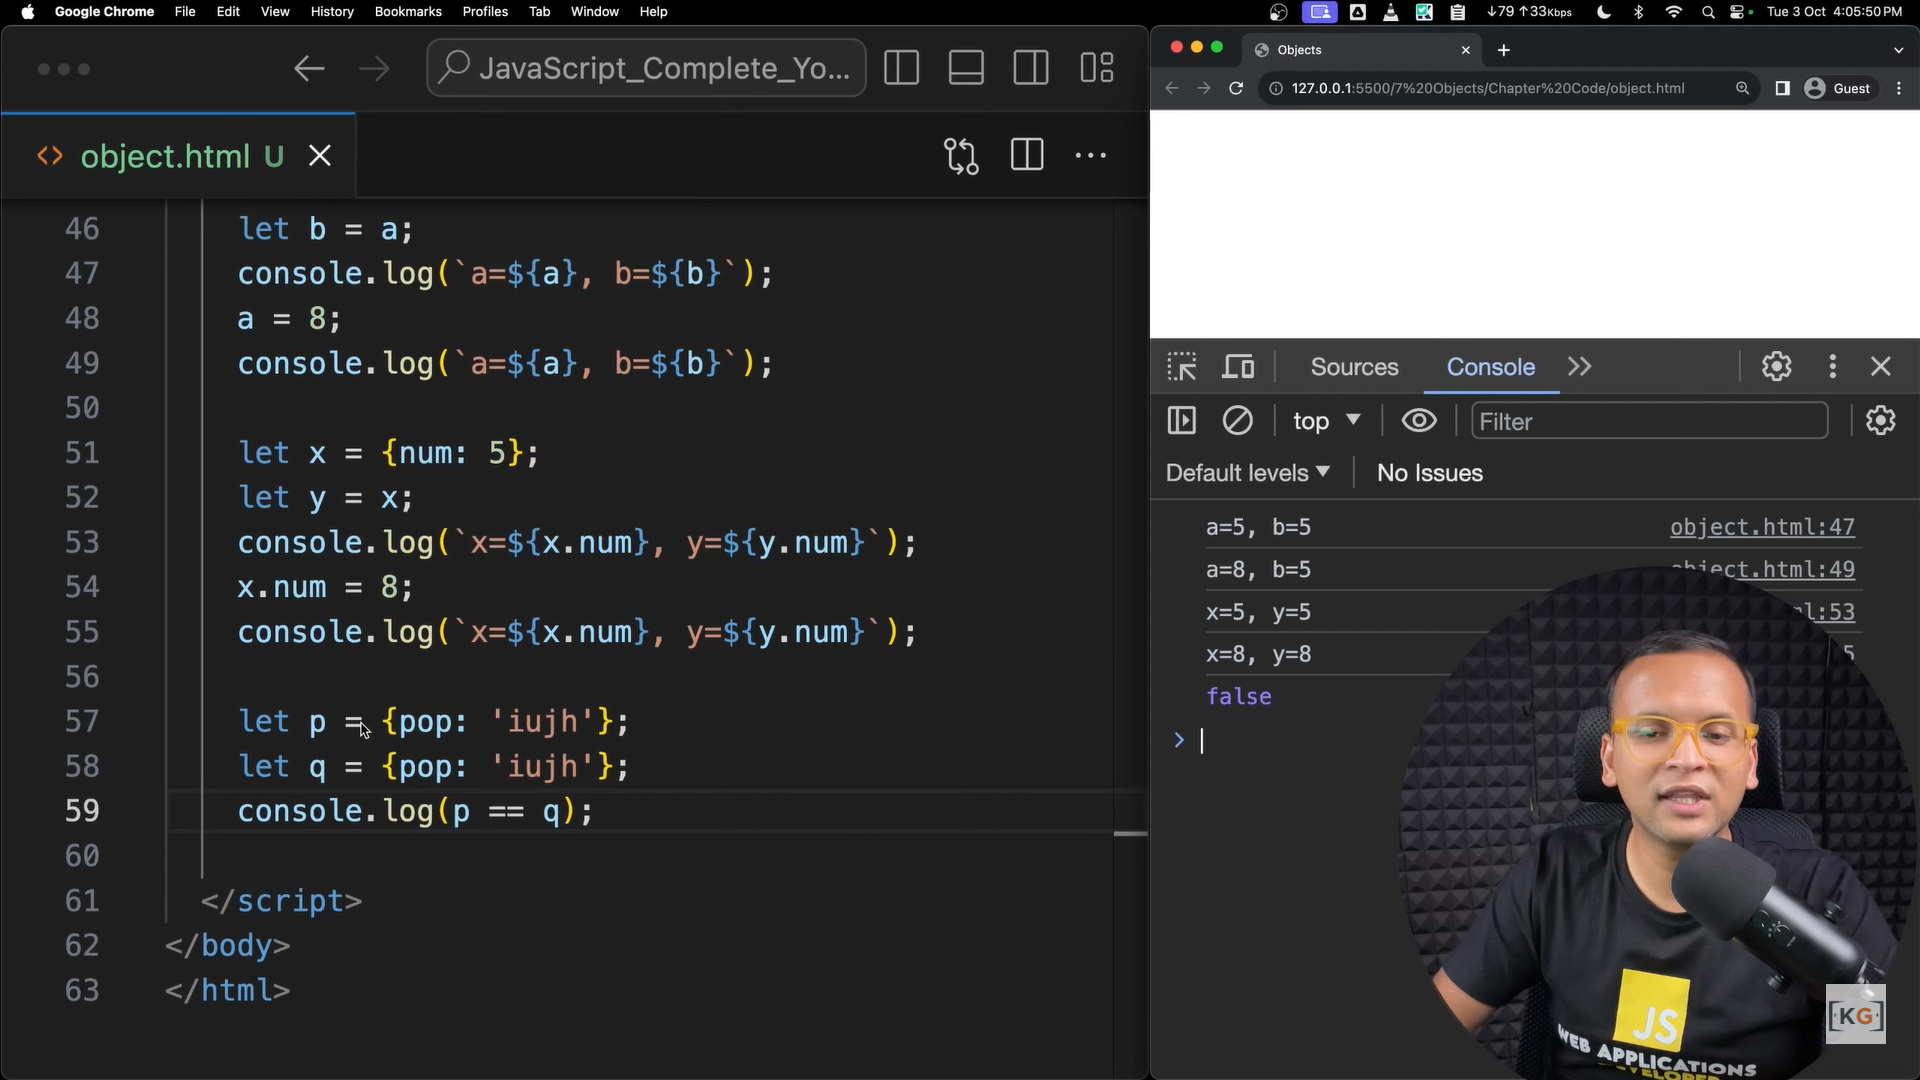 Google Chrome File Edit View History Bookmarks Profiles Tab Window Help
↓79 ↑33Kbps Tue 3 Oct 4:05:50 PM
JavaScript_Complete_Yo...
object.html U
46 let b = a;
47 console.log(`a=${a}, b=${b}`);
48 a = 8;
49 console.log(`a=${a}, b=${b}`);
50
51 let x = {num: 5};
52 let y = x;
53 console.log(`x=${x.num}, y=${y.num}`);
54 x.num = 8;
55 console.log(`x=${x.num}, y=${y.num}`);
56
57 let p = {pop: 'iujh'};
58 let q = {pop: 'iujh'};
59 console.log(p == q);
60
61 </script>
62 </body>
63 </html>
Objects
127.0.0.1:5500/7%20Objects/Chapter%20Code/object.html Guest
Sources Console
top Filter
Default levels No Issues
a=5, b=5 object.html:47
a=8, b=5 object.html:49
x=5, y=5 ml:53
x=8, y=8 5
false
>
JS
WEB APPLICATIONS
DEVELOPER
KG